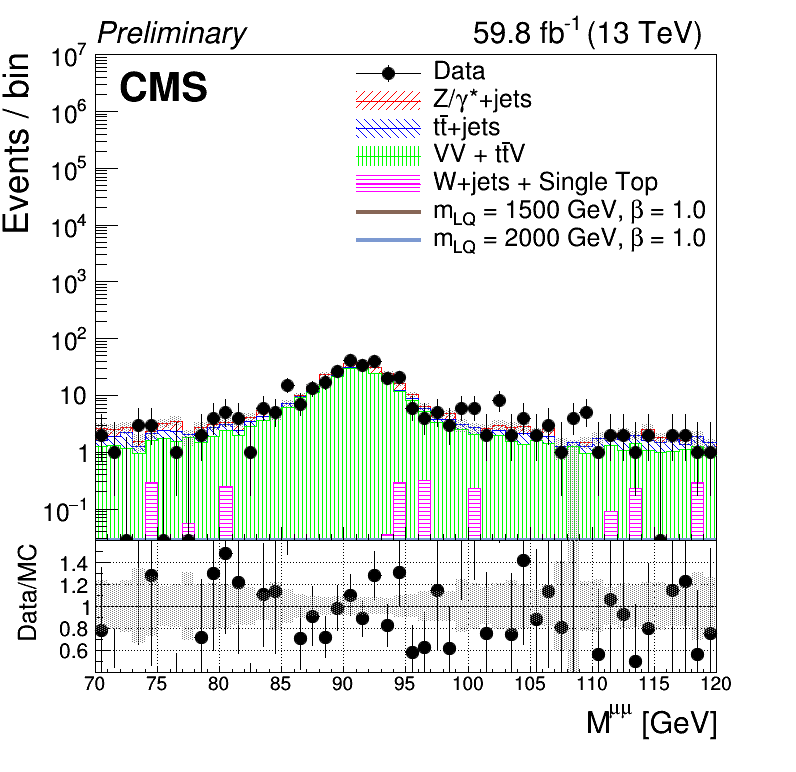 Preliminary 59.8 fb⁻¹ (13 TeV)
CMS
Data
Z/γ*+jets
tt̄+jets
VV + tt̄V
W+jets + Single Top
m_LQ = 1500 GeV, β = 1.0
m_LQ = 2000 GeV, β = 1.0
Events / bin
10⁷
10⁶
10⁵
10⁴
10³
10²
10
1
10⁻¹
Data/MC
1.4
1.2
1
0.8
0.6
70 75 80 85 90 95 100 105 110 115 120
M^μμ [GeV]